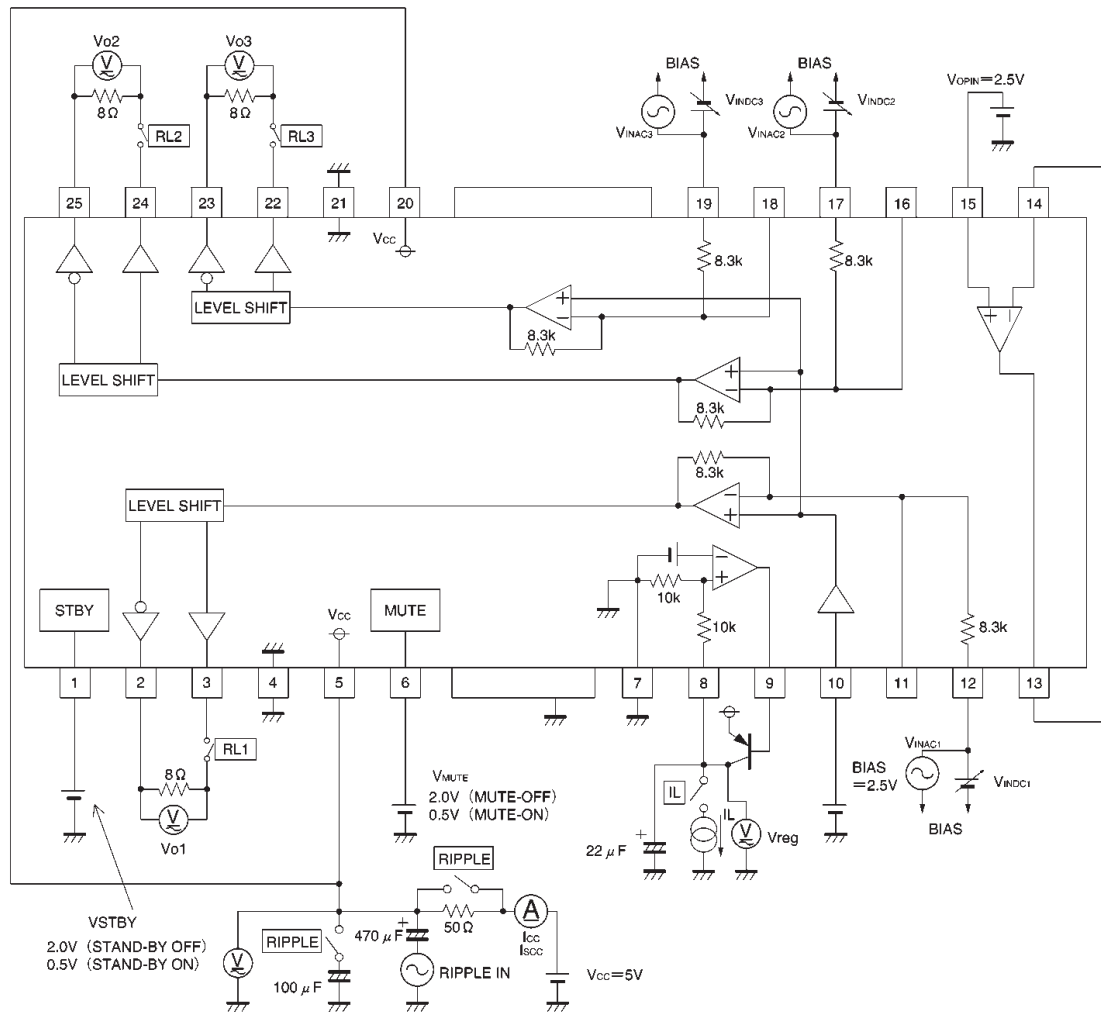 Vo2
Vo3
8Ω
8Ω
RL2
RL3
BIAS
BIAS
VINDC3
VINDC2
VINAC3
VINAC2
VOPIN=2.5V
25
24
23
22
21
20
19
18
17
16
15
14
VCC
8.3k
8.3k
LEVEL SHIFT
+
−
8.3k
+ −
LEVEL SHIFT
+
−
8.3k
8.3k
LEVEL SHIFT
−
+
STBY
VCC
MUTE
−
+
10k
10k
8.3k
1
2
3
4
5
6
7
8
9
10
11
12
13
RL1
8Ω
V
Vo1
VMUTE
2.0V (MUTE-OFF)
0.5V (MUTE-ON)
IL
IL
+
22 μF
V
Vreg
BIAS
=2.5V
VINAC1
VINDC1
BIAS
VSTBY
2.0V (STAND-BY OFF)
0.5V (STAND-BY ON)
V
RIPPLE
100 μF
RIPPLE
+
470 μF
50Ω
A
ICC
ISCC
RIPPLE IN
VCC=5V